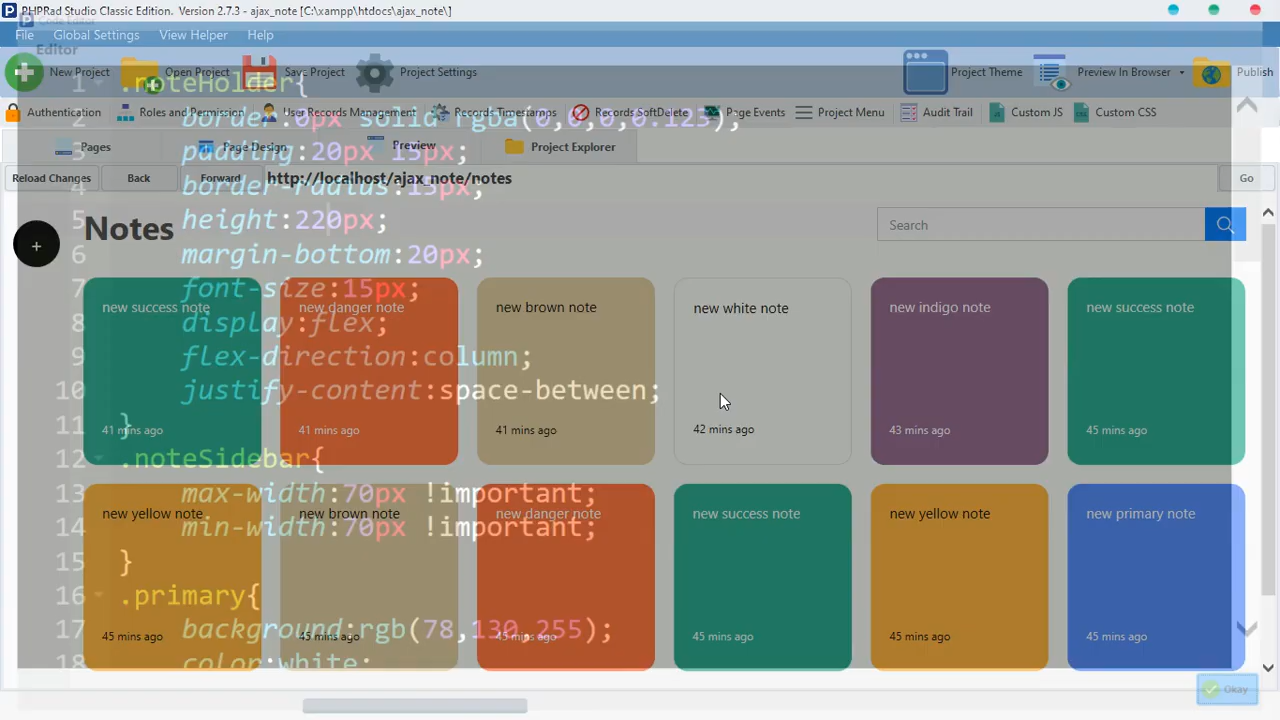 PHPRad Studio Classic Edition. Version 2.7.3 - ajax_note [C:\xampp\htdocs\ajax_note\]
Code Editor
File Global Settings View Helper Help
Editor
New Project Open Project Save Project Project Settings Project Theme Preview In Browser Publish
Authentication Roles and Permission User Records Management Records Timestamps Records SoftDelete Page Events Project Menu Audit Trail Custom JS Custom CSS
Pages Page Design Preview Project Explorer
Reload Changes Back Forward http://localhost/ajax_note/notes Go
+ Notes Search
new success note new danger note new brown note new white note new indigo note new success note
41 mins ago 41 mins ago 41 mins ago 42 mins ago 43 mins ago 45 mins ago
new yellow note new brown note new danger note new success note new yellow note new primary note
45 mins ago 45 mins ago 45 mins ago 45 mins ago 45 mins ago 45 mins ago
1 .noteHolder{
2 border:0px solid rgba(0,0,0,0.123);
3 padding:20px 15px;
4 border-radius:15px;
5 height:220px;
6 margin-bottom:20px;
7 font-size:15px;
8 display:flex;
9 flex-direction:column;
10 justify-content:space-between;
11 }
12 .noteSidebar{
13 max-width:70px !important;
14 min-width:70px !important;
15 }
16 .primary{
17 background:rgb(78,130,255);
18 color:white;
Okay